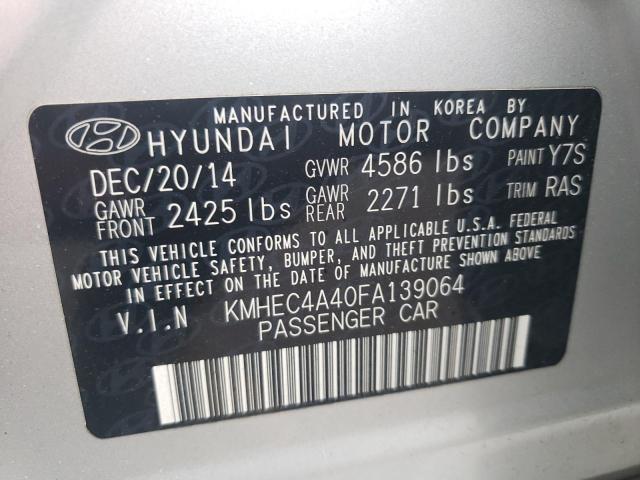 MANUFACTURED IN KOREA BY
HYUNDAI MOTOR COMPANY
DEC/20/14 GVWR 4586 lbs PAINT Y7S
GAWR FRONT 2425 lbs GAWR REAR 2271 lbs TRIM RAS
THIS VEHICLE CONFORMS TO ALL APPLICABLE U.S.A. FEDERAL
MOTOR VEHICLE SAFETY, BUMPER, AND THEFT PREVENTION STANDARDS
IN EFFECT ON THE DATE OF MANUFACTURE SHOWN ABOVE.
V.I.N KMHEC4A40FA139064
PASSENGER CAR